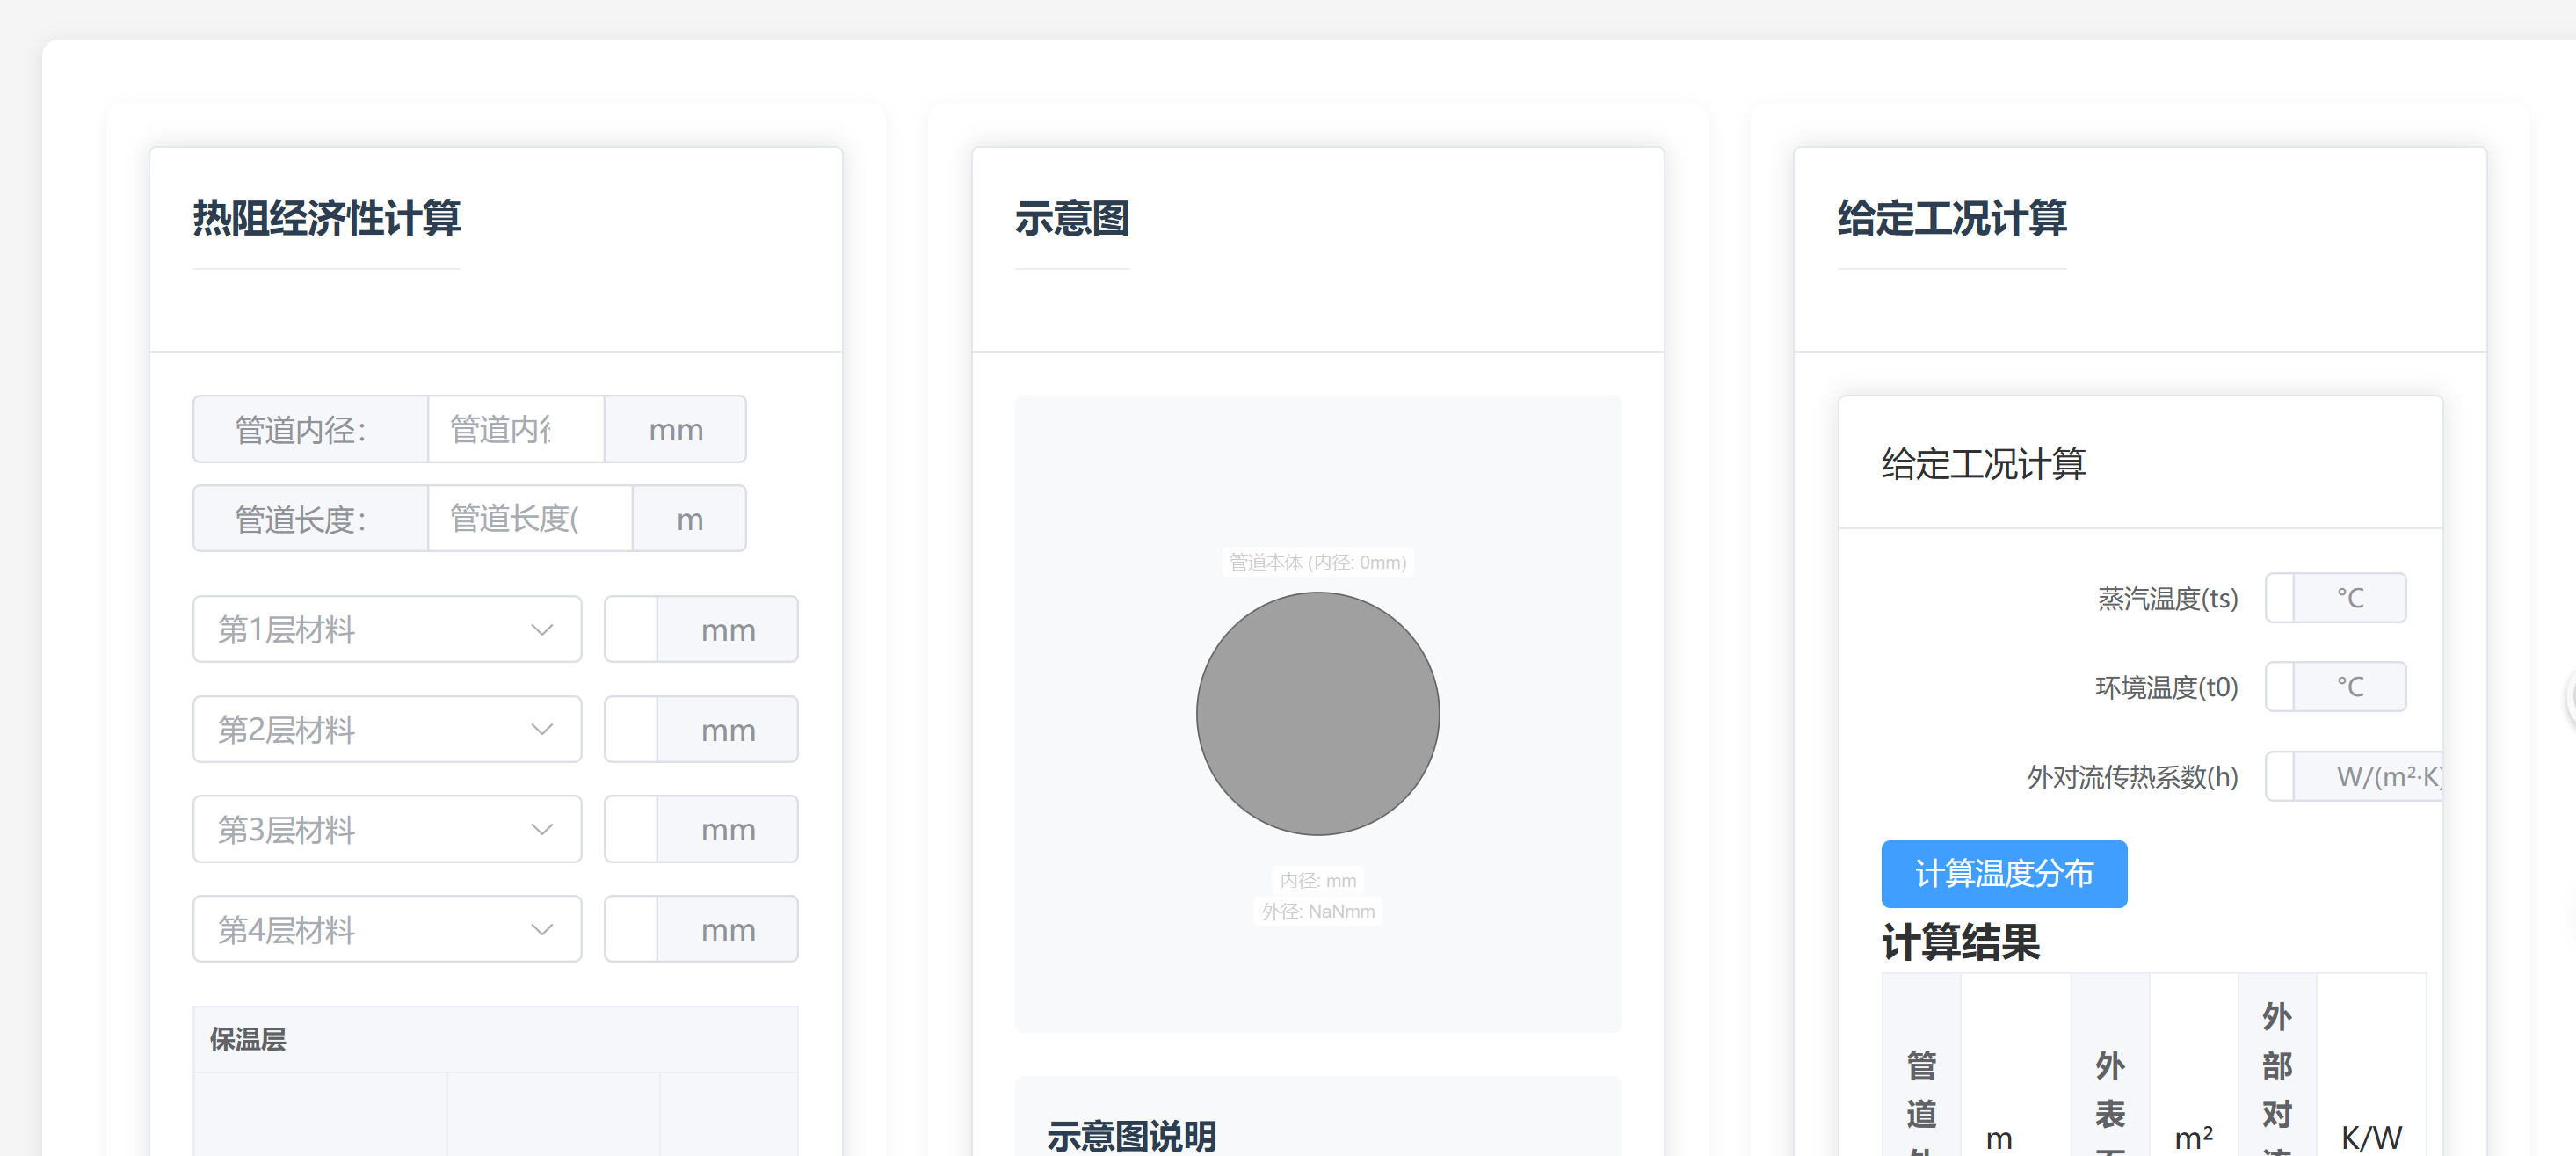 热阻经济性计算
管道内径：
管道内
mm
管道长度：
管道长度(
m
第1层材料
mm
第2层材料
mm
第3层材料
mm
第4层材料
mm
保温层
示意图
管道本体 (内径: 0mm)
内径: mm
外径: NaNmm
示意图说明
给定工况计算
给定工况计算
蒸汽温度(ts)
°C
环境温度(t0)
°C
外对流传热系数(h)
W/(m²·K)
计算温度分布
计算结果
管
道
m
外
表
m²
外
部
对
K/W